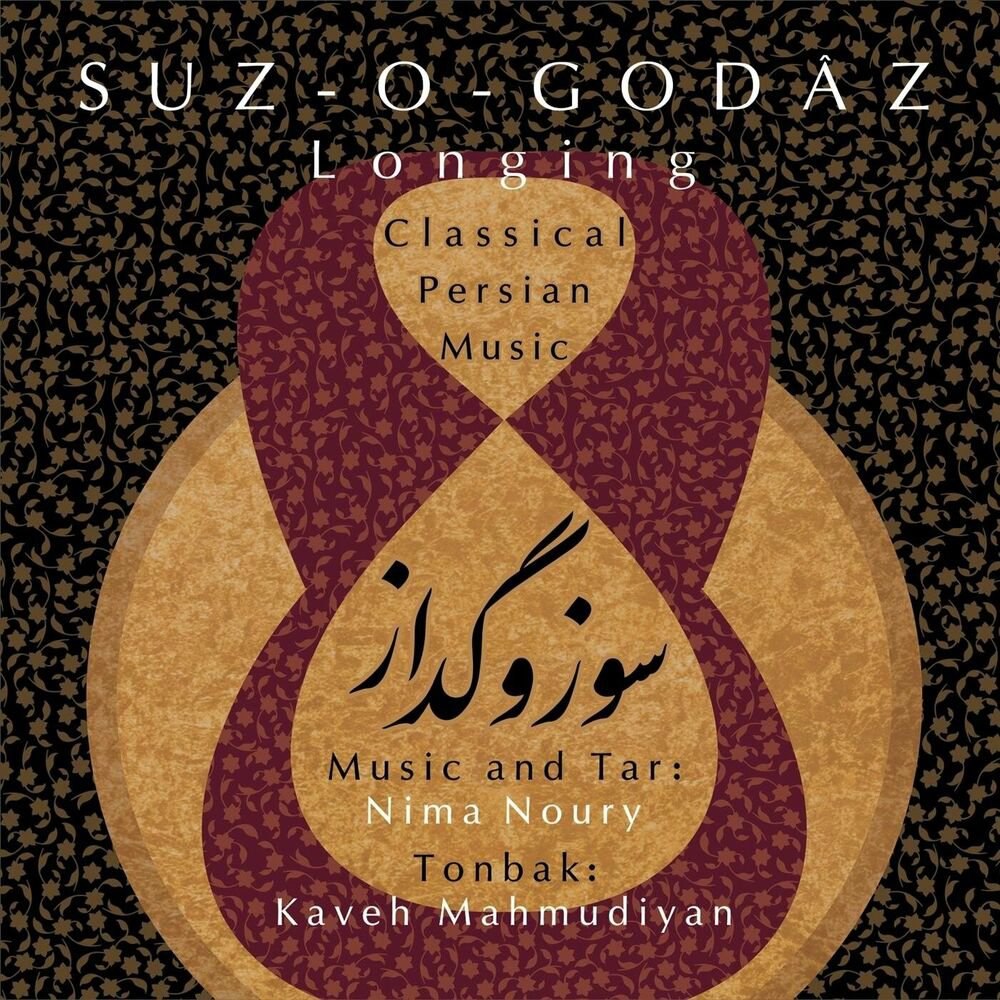 SUZ-O-GODÂZ
Longing
Classical
Persian
Music
سوز و گداز
Music and Tar:
Nima Noury
Tonbak:
Kaveh Mahmudiyan